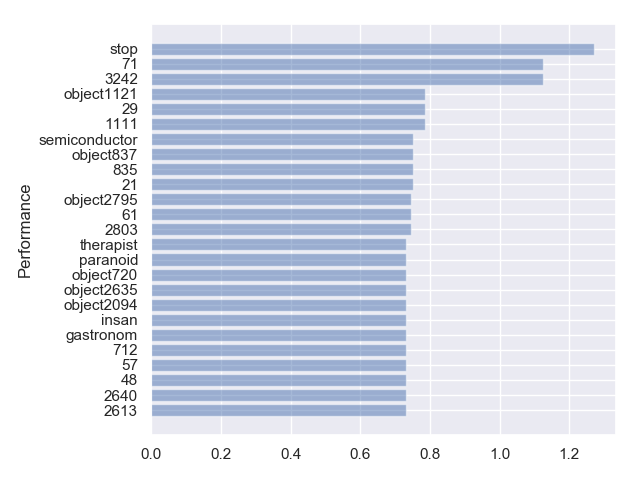 stop
71
3242
object1121
29
1111
semiconductor
object837
835
21
object2795
61
2803
therapist
paranoid
object720
object2635
object2094
insan
gastronom
712
57
48
2640
2613
Performance
0.0 0.2 0.4 0.6 0.8 1.0 1.2